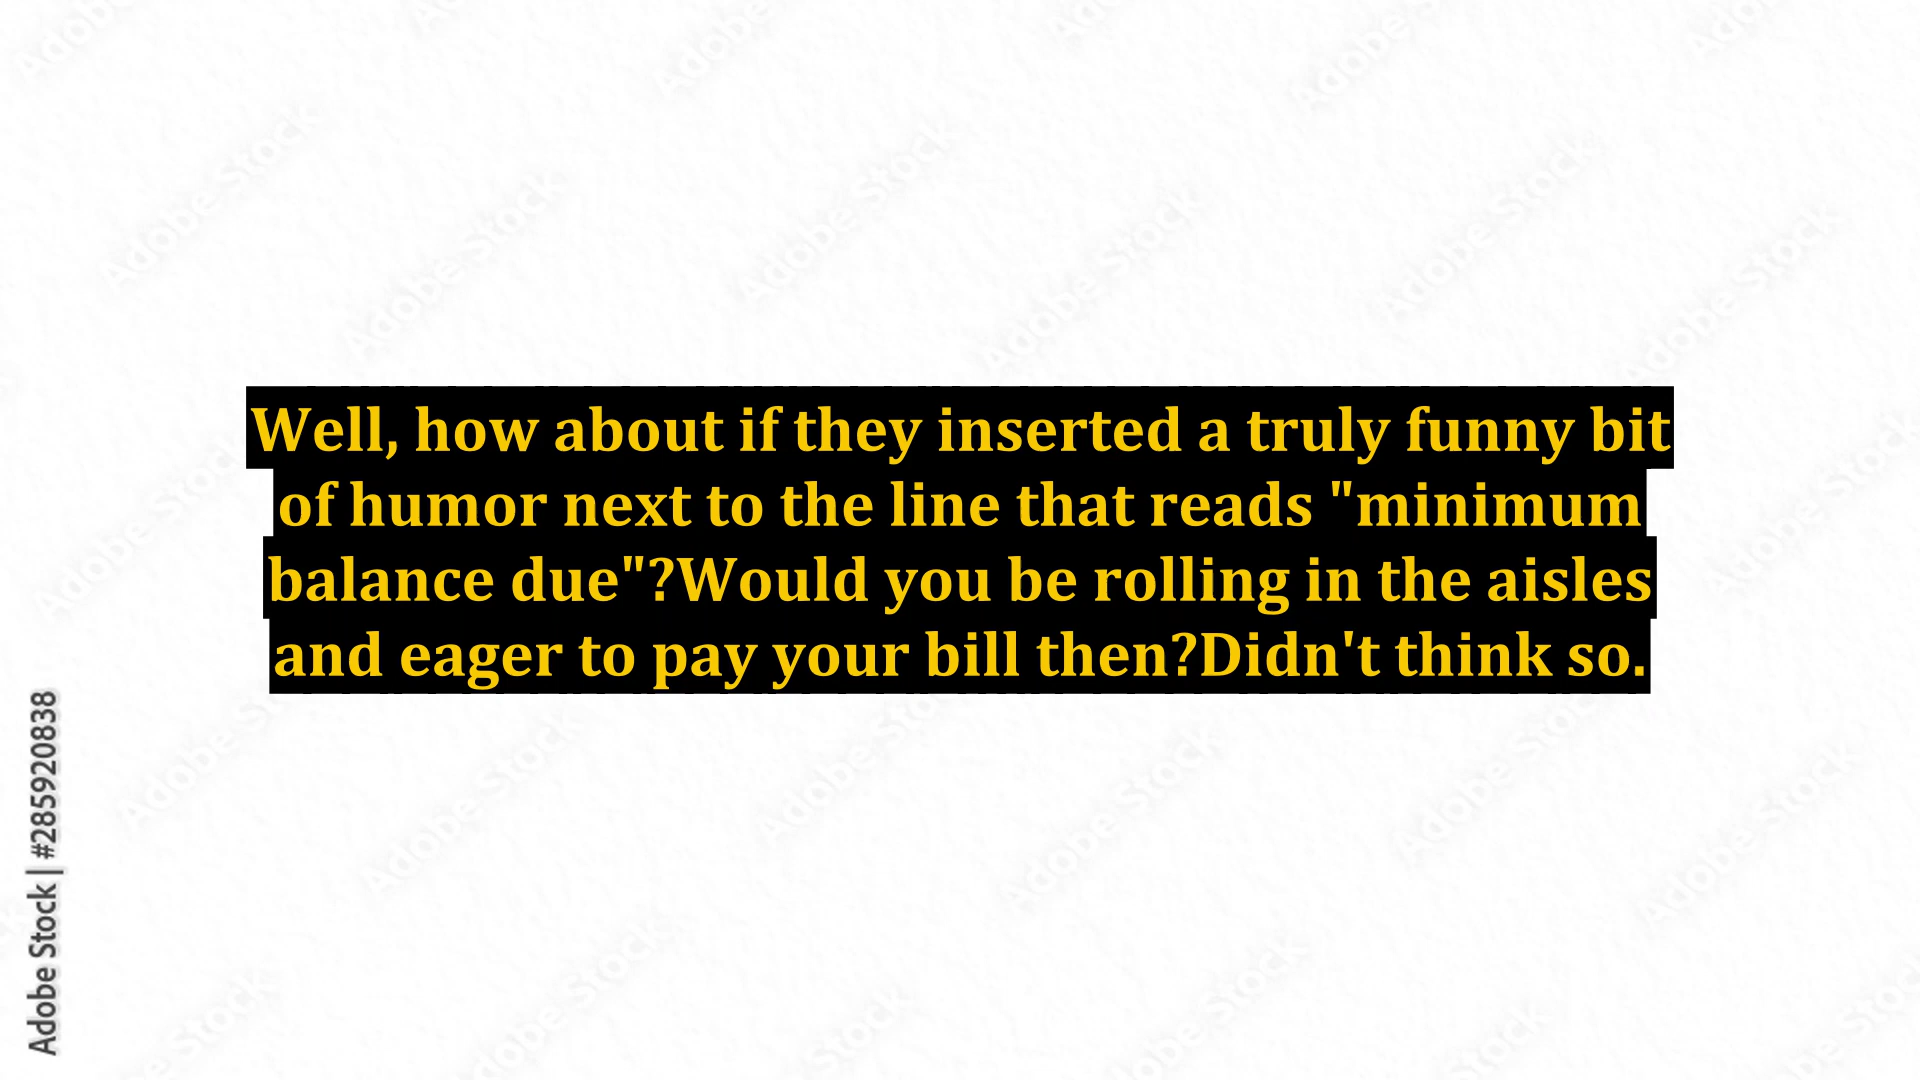 Well, how about if they inserted a truly funny bit
of humor next to the line that reads "minimum
balance due"?Would you be rolling in the aisles
and eager to pay your bill then?Didn't think so.
Adobe Stock | #285920838